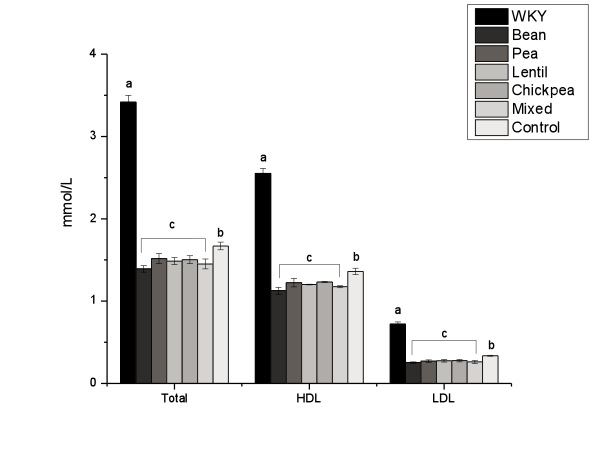 WKY
Bean
Pea
Lentil
Chickpea
Mixed
Control
4
3
2
1
0
mmol/L
a
c
b
a
c
b
a
c
b
Total
HDL
LDL